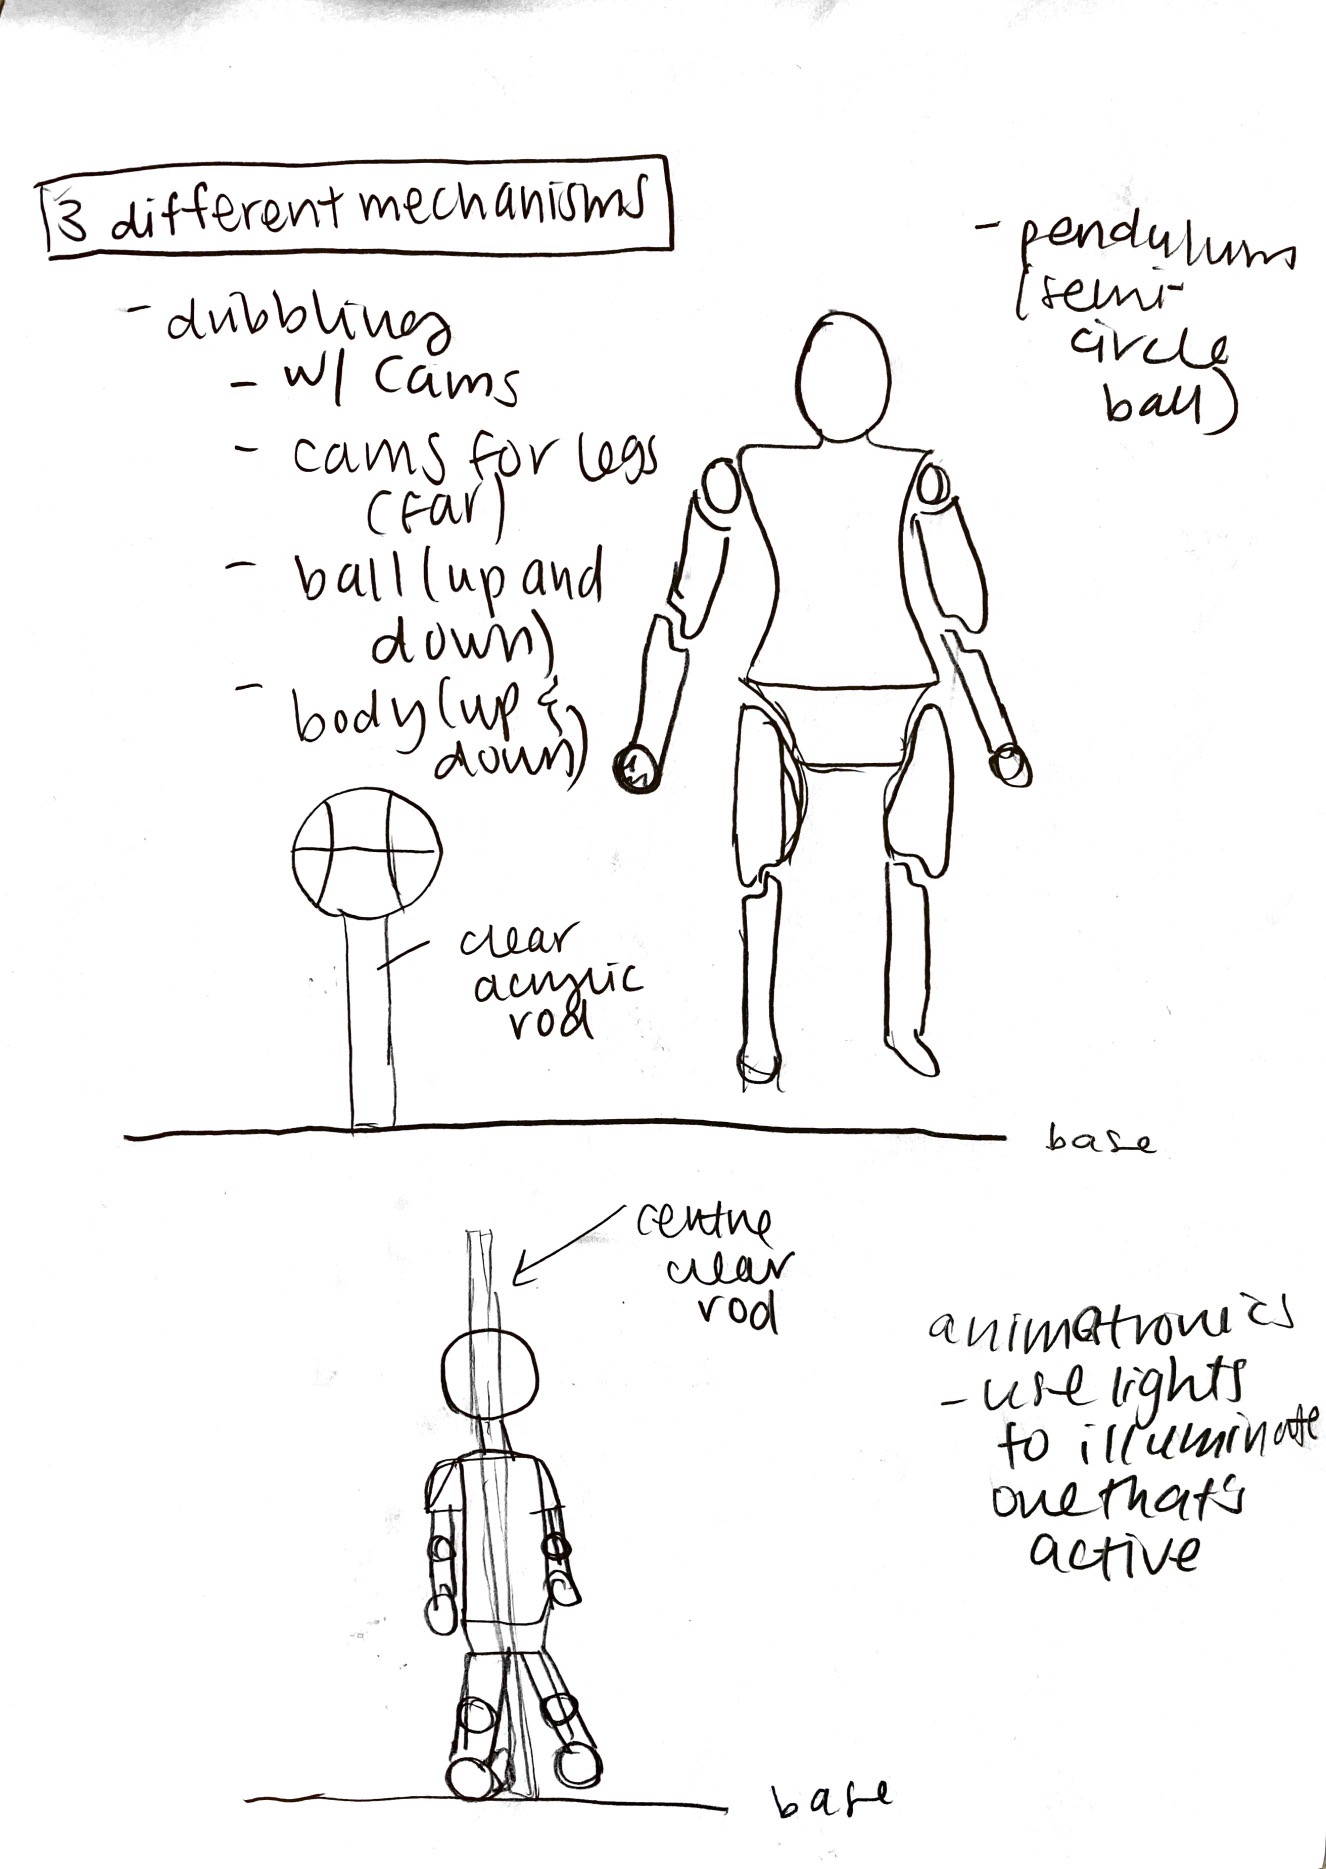 3 different mechanisms
- dubbling
- w/ cams
- cams for legs
(far)
- ball (up and
down)
- body (up &
down)
- pendulum
(semi-
circle
ball)
clear
acrylic
rod
base
centre
clear
rod
animatronics
- use lights
to illuminate
one that's
active
base